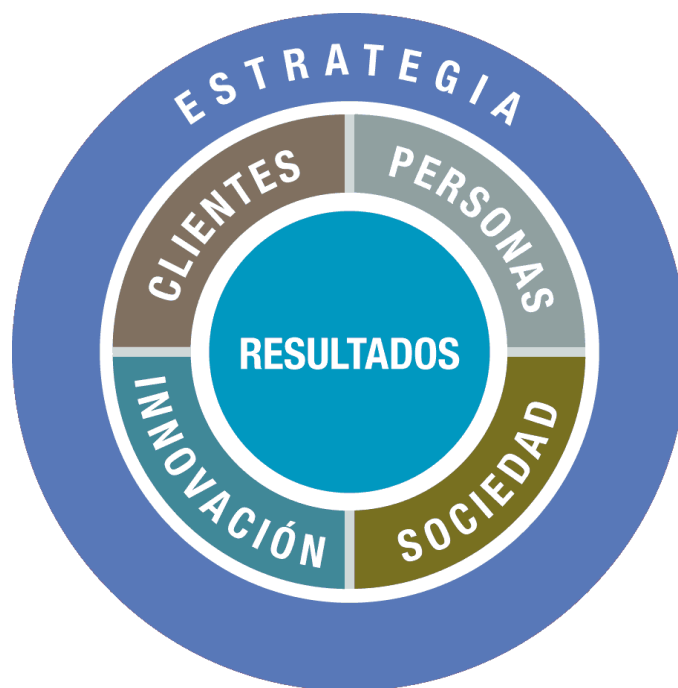 ESTRATEGIA
CLIENTES
PERSONAS
RESULTADOS
INNOVACIÓN
SOCIEDAD